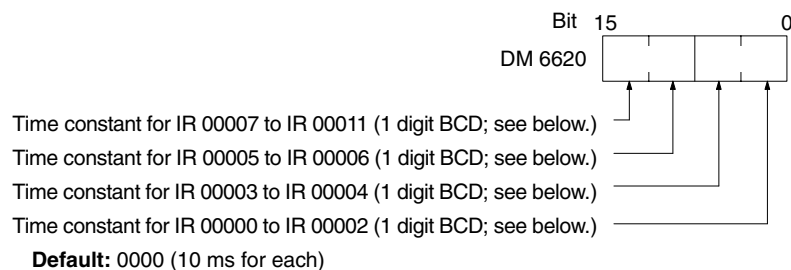 Bit 15 0
DM 6620
Time constant for IR 00007 to IR 00011 (1 digit BCD; see below.)
Time constant for IR 00005 to IR 00006 (1 digit BCD; see below.)
Time constant for IR 00003 to IR 00004 (1 digit BCD; see below.)
Time constant for IR 00000 to IR 00002 (1 digit BCD; see below.)
Default: 0000 (10 ms for each)